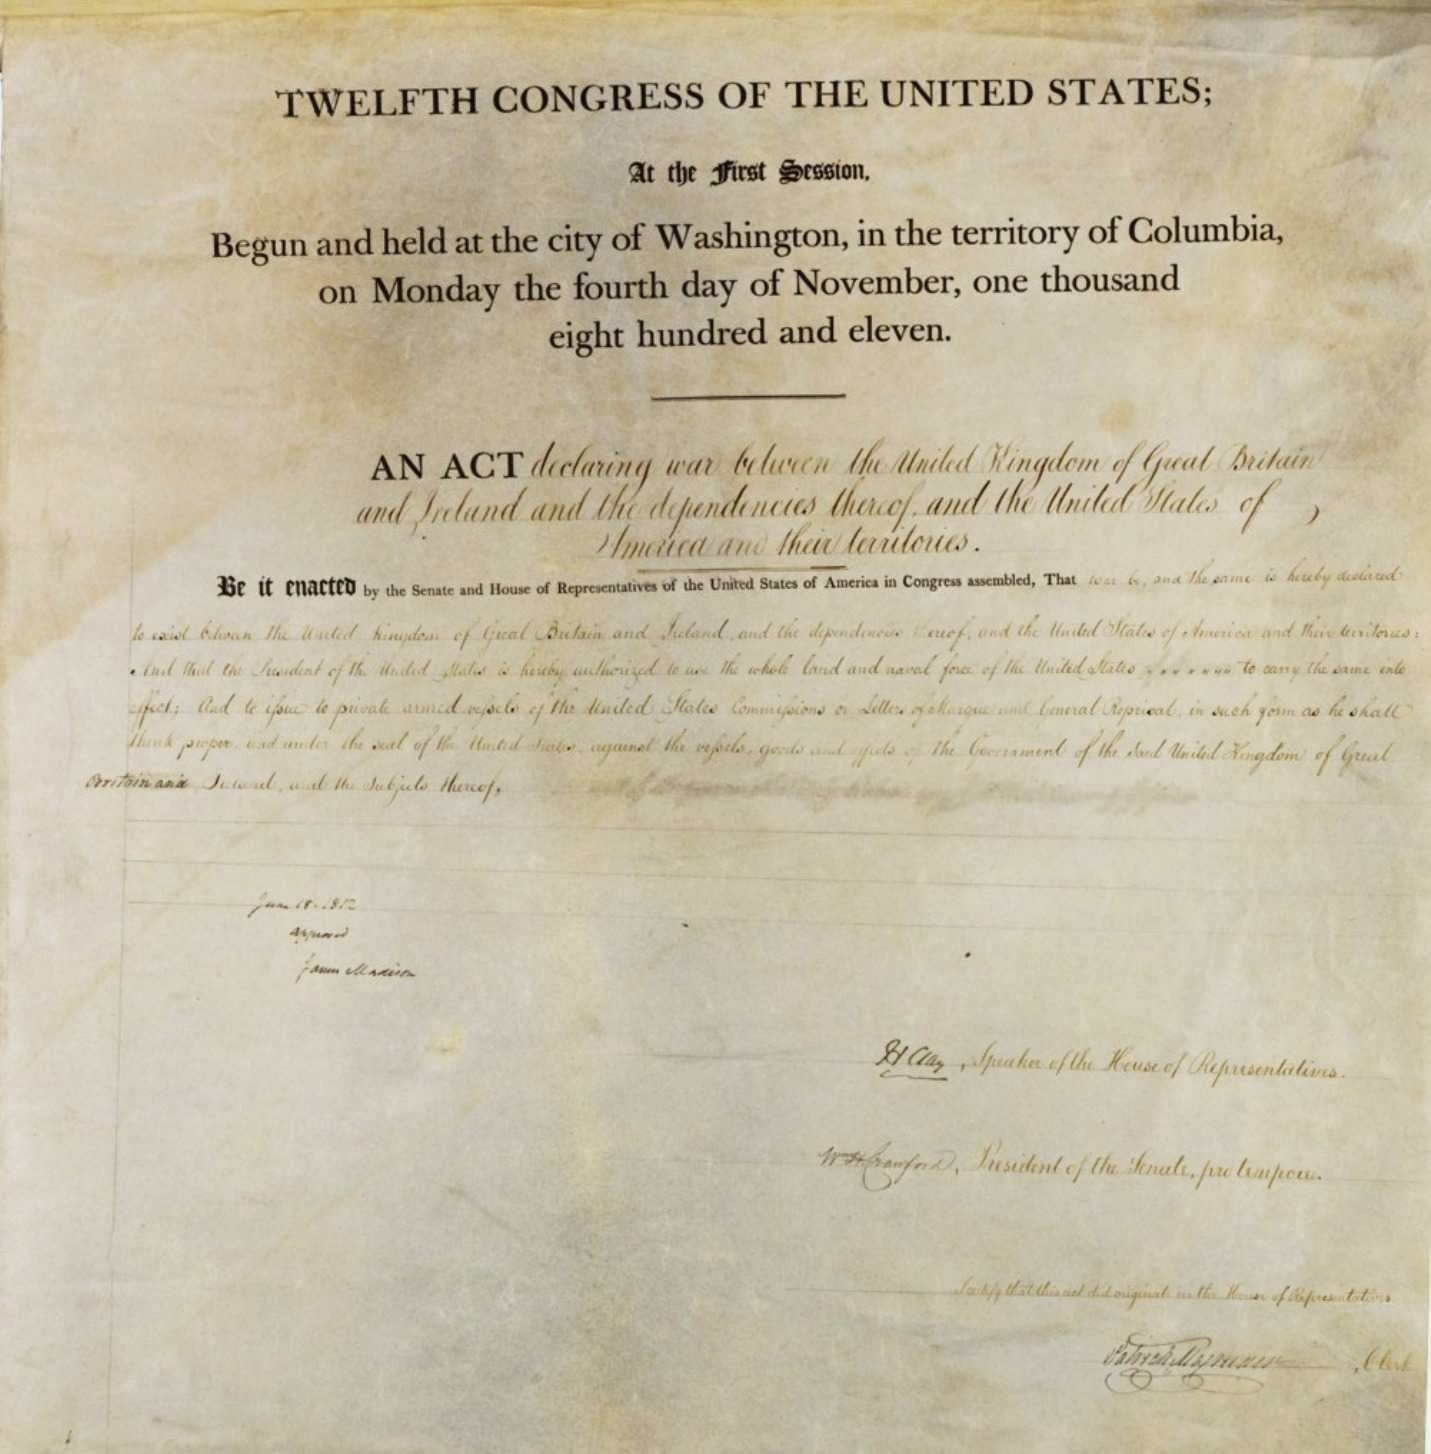 TWELFTH CONGRESS OF THE UNITED STATES;
At the First Session,
Begun and held at the city of Washington, in the territory of Columbia,
on Monday the fourth day of November, one thousand
eight hundred and eleven.
AN ACT declaring war between the United Kingdom of Great Britain
and Ireland and the dependencies thereof, and the United States of
America and their territories.
Be it enacted by the Senate and House of Representatives of the United States of America in Congress assembled, That war be, and the same is hereby declared
to exist between the United Kingdom of Great Britain and Ireland, and the dependencies thereof, and the United States of America and their territories:
And that the President of the United States is hereby authorized to use the whole land and naval force of the United States to carry the same into
effect; And to issue to private armed vessels of the United States Commissions or Letters of Marque and General Reprisal, in such form as he shall
think proper, and under the seal of the United States, against the vessels, goods and effects of the Government of the said United Kingdom of Great
Britain and Ireland, and the Subjects thereof.
June 18. 1812
approved
James Madison
H Clay, Speaker of the House of Representatives.
Wm H Crawford, President of the Senate, pro tempore.
I certify that this act did originate in the House of Representatives
Patrick Magruder, Clerk